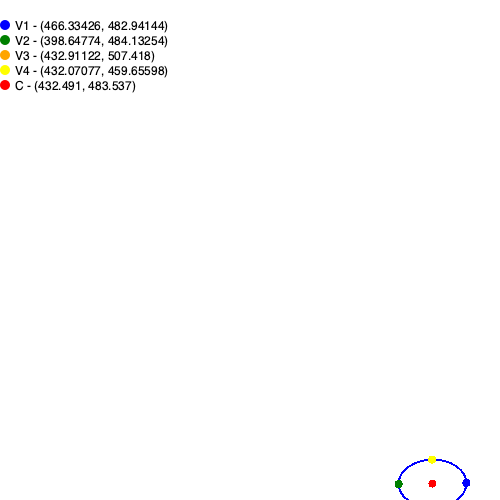 V1 - (466.33426, 482.94144)
V2 - (398.64774, 484.13254)
V3 - (432.91122, 507.418)
V4 - (432.07077, 459.65598)
C - (432.491, 483.537)